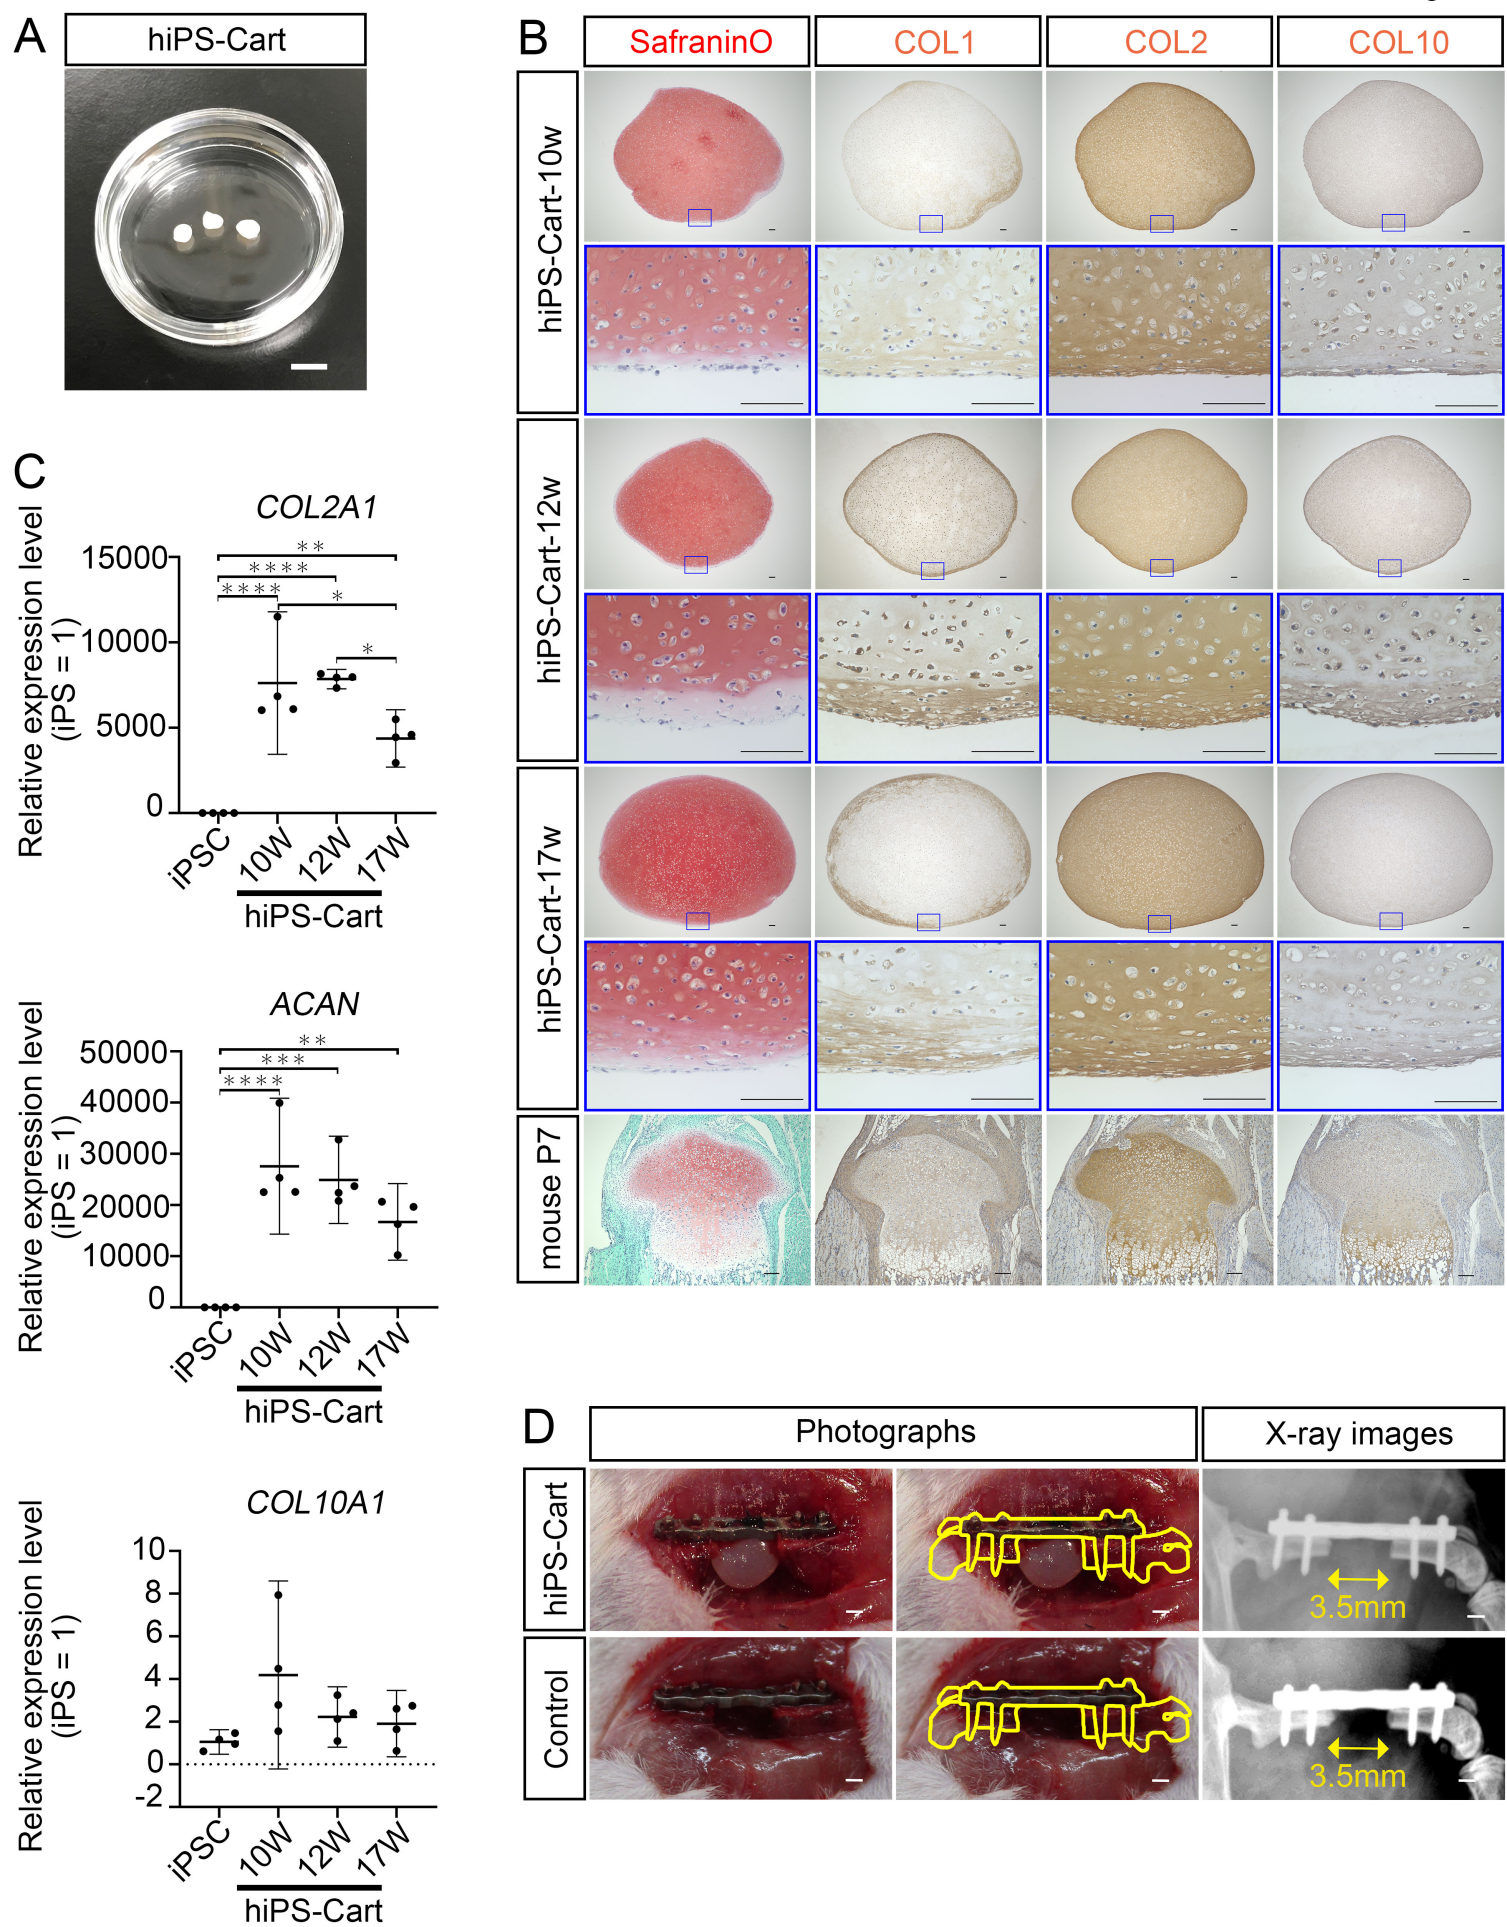 A
hiPS-Cart
B
SafraninO
COL1
COL2
COL10
hiPS-Cart-10w
hiPS-Cart-12w
hiPS-Cart-17w
mouse P7
C
COL2A1
Relative expression level
(iPS = 1)
15000
10000
5000
0
**
****
****
*
*
iPSC
10W
12W
17W
hiPS-Cart
ACAN
Relative expression level
(iPS = 1)
50000
40000
30000
20000
10000
0
**
***
****
iPSC
10W
12W
17W
hiPS-Cart
COL10A1
Relative expression level
(iPS = 1)
10
8
6
4
2
0
-2
iPSC
10W
12W
17W
hiPS-Cart
D
Photographs
X-ray images
hiPS-Cart
3.5mm
Control
3.5mm